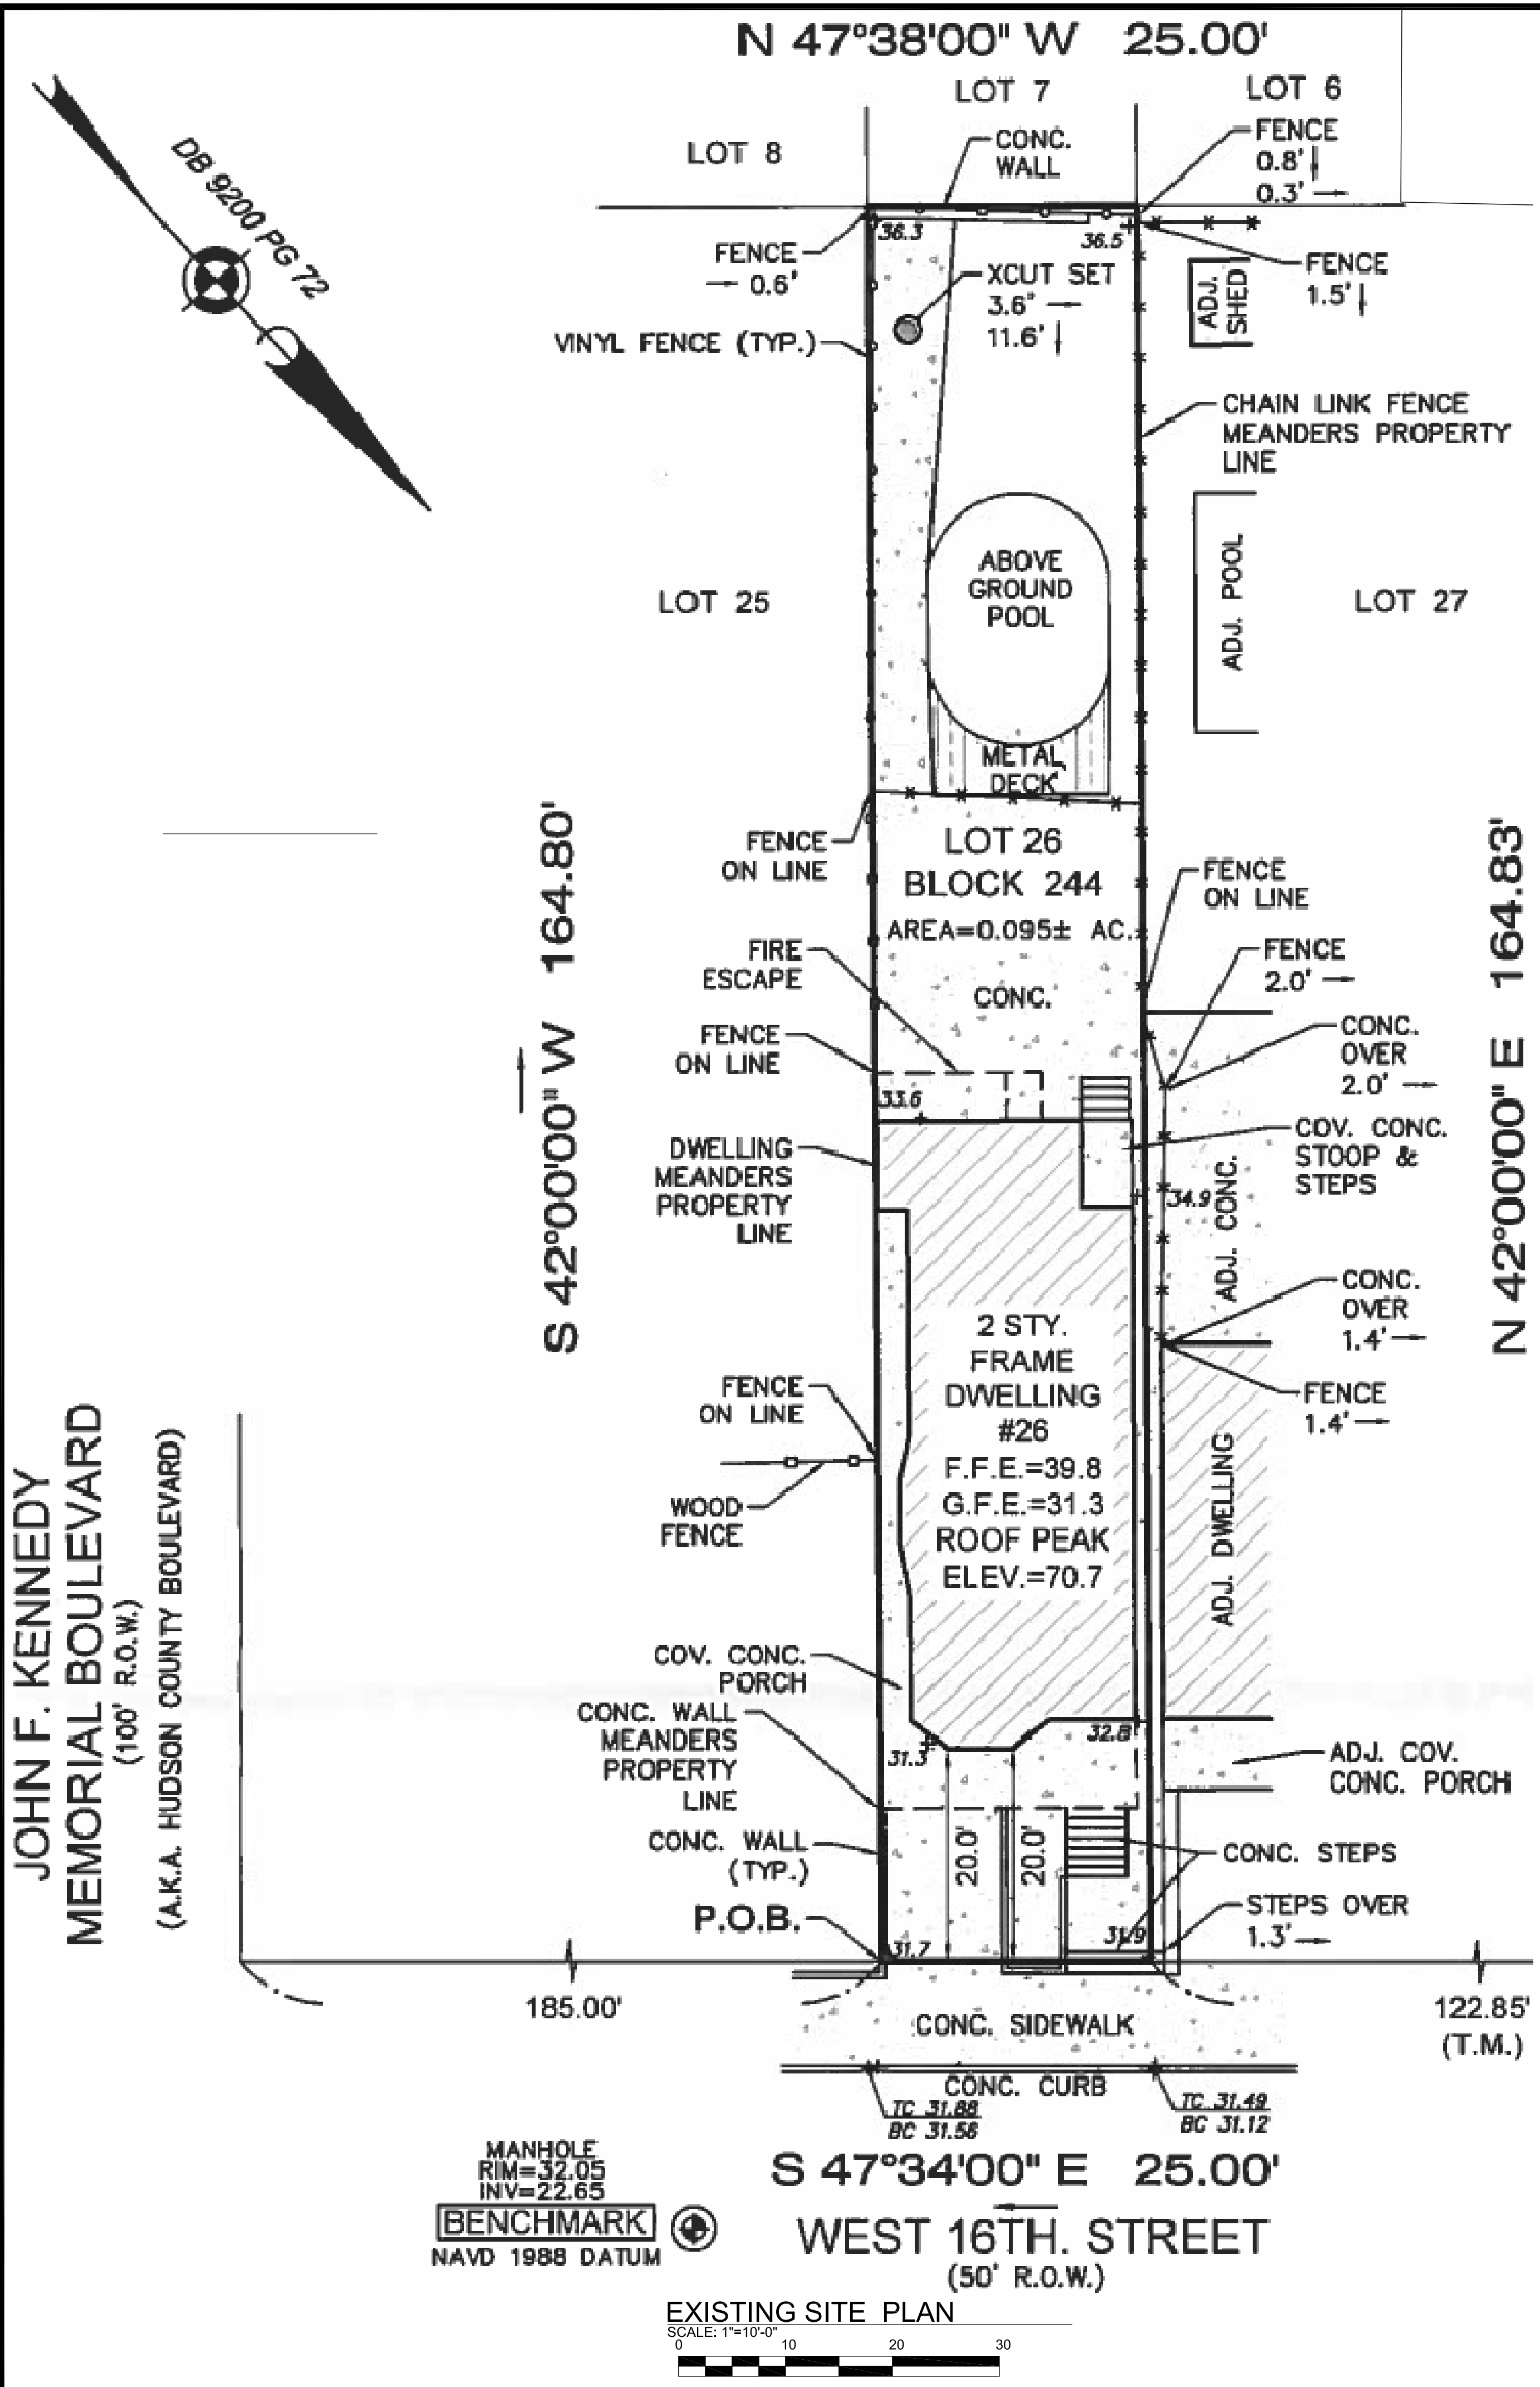 N 47°38'00" W 25.00'
LOT 7
LOT 6
LOT 8
CONC.
WALL
FENCE
0.8'
0.3'
DB 9200 PG 72
36.3
36.5
FENCE
0.6'
XCUT SET
3.6"
11.6'
ADJ.
SHED
FENCE
1.5'
VINYL FENCE (TYP.)
CHAIN LINK FENCE
MEANDERS PROPERTY
LINE
ABOVE
GROUND
POOL
ADJ. POOL
LOT 25
LOT 27
METAL
DECK
S 42°00'00" W 164.80'
N 42°00'00" E 164.83'
FENCE
ON LINE
LOT 26
BLOCK 244
AREA=0.095± AC.
FENCE
ON LINE
FIRE
ESCAPE
FENCE
2.0'
CONC.
FENCE
ON LINE
CONC.
OVER
2.0'
33.6
DWELLING
MEANDERS
PROPERTY
LINE
COV. CONC.
STOOP &
STEPS
34.9
ADJ. CONC.
CONC.
OVER
1.4'
2 STY.
FRAME
DWELLING
#26
F.F.E.=39.8
G.F.E.=31.3
ROOF PEAK
ELEV.=70.7
FENCE
ON LINE
FENCE
1.4'
WOOD
FENCE
ADJ. DWELLING
JOHN F. KENNEDY
MEMORIAL BOULEVARD
(100' R.O.W.)
(A.K.A. HUDSON COUNTY BOULEVARD)
COV. CONC.
PORCH
CONC. WALL
MEANDERS
PROPERTY
LINE
31.3
32.8
ADJ. COV.
CONC. PORCH
CONC. WALL
(TYP.)
20.0'
20.0'
CONC. STEPS
P.O.B.
STEPS OVER
1.3'
31.7
31.9
185.00'
122.85'
(T.M.)
CONC. SIDEWALK
CONC. CURB
TC 31.88
BC 31.58
TC 31.49
BC 31.12
MANHOLE
RIM=32.05
INV=22.65
BENCHMARK
NAVD 1988 DATUM
S 47°34'00" E 25.00'
WEST 16TH. STREET
(50' R.O.W.)
EXISTING SITE PLAN
SCALE: 1"=10'-0"
0 10 20 30